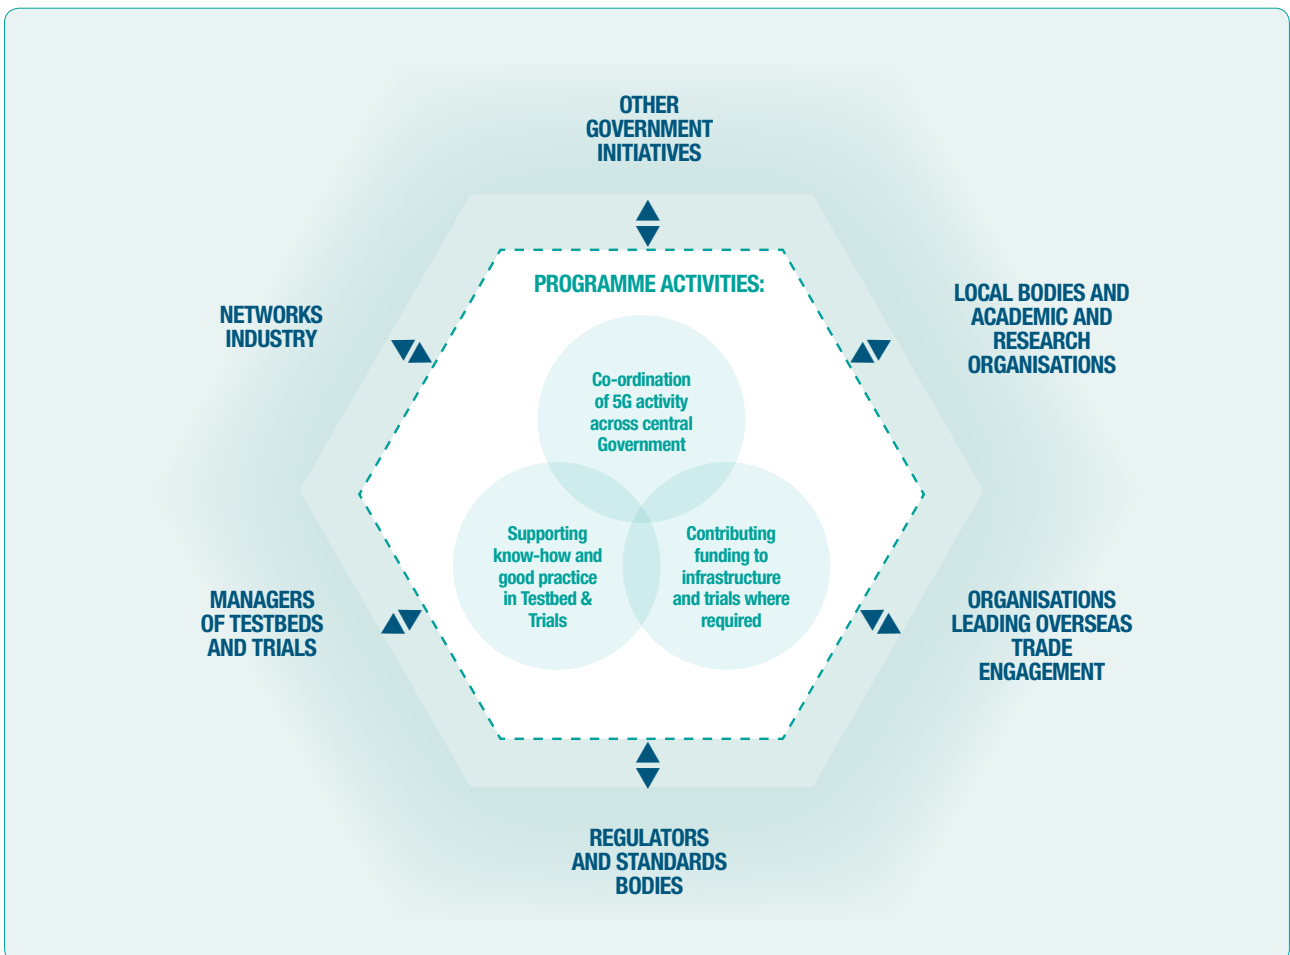 OTHER
GOVERNMENT
INITIATIVES
PROGRAMME ACTIVITIES:
NETWORKS
INDUSTRY
LOCAL BODIES AND
ACADEMIC AND
RESEARCH
ORGANISATIONS
Co-ordination
of 5G activity
across central
Government
Supporting
know-how and
good practice
in Testbed &
Trials
Contributing
funding to
infrastructure
and trials where
required
MANAGERS
OF TESTBEDS
AND TRIALS
ORGANISATIONS
LEADING OVERSEAS
TRADE
ENGAGEMENT
REGULATORS
AND STANDARDS
BODIES